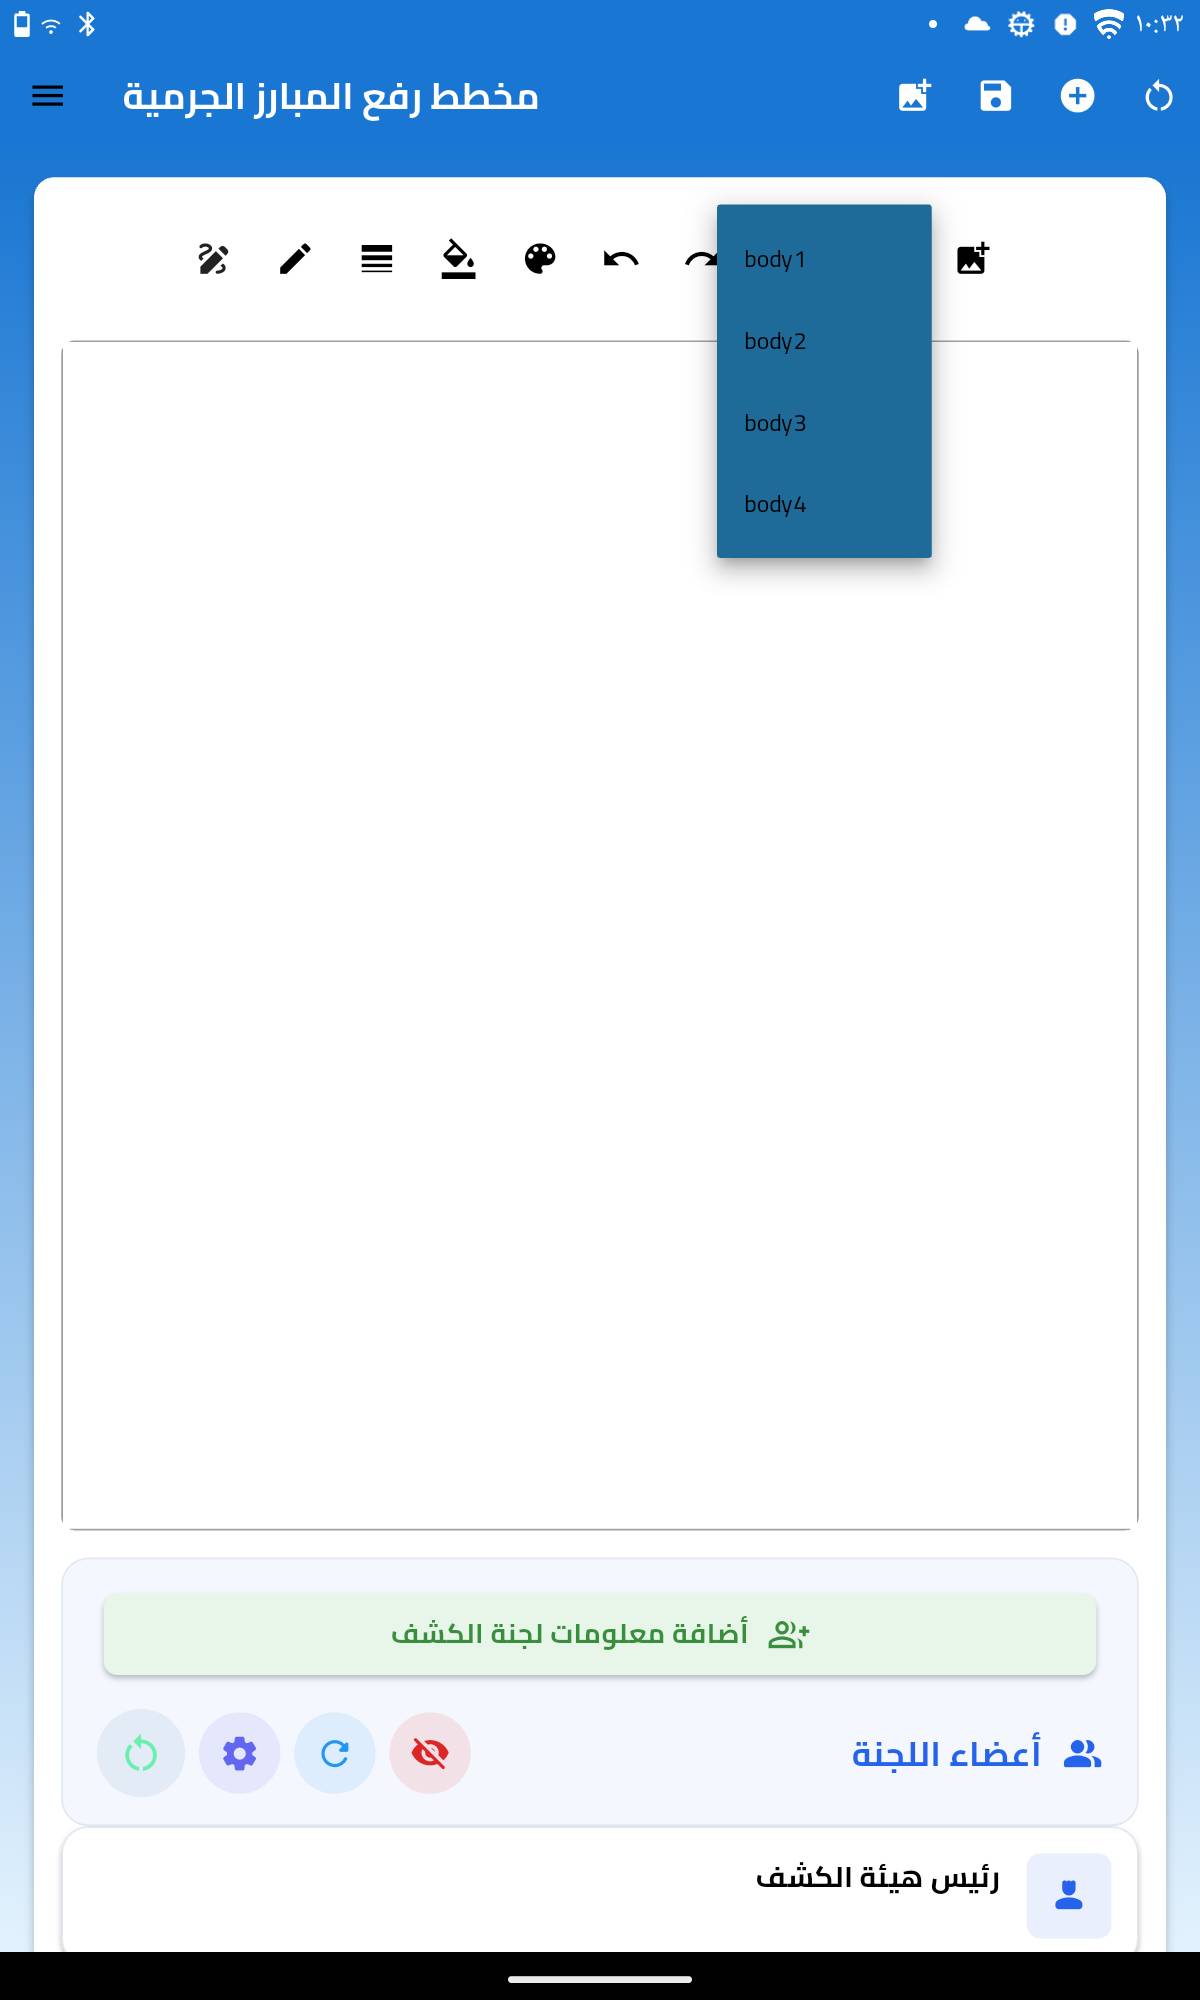 ١٠:٣٢
مخطط رفع المبارز الجرمية
body1
body2
body3
body4
أضافة معلومات لجنة الكشف
أعضاء اللجنة
رئيس هيئة الكشف